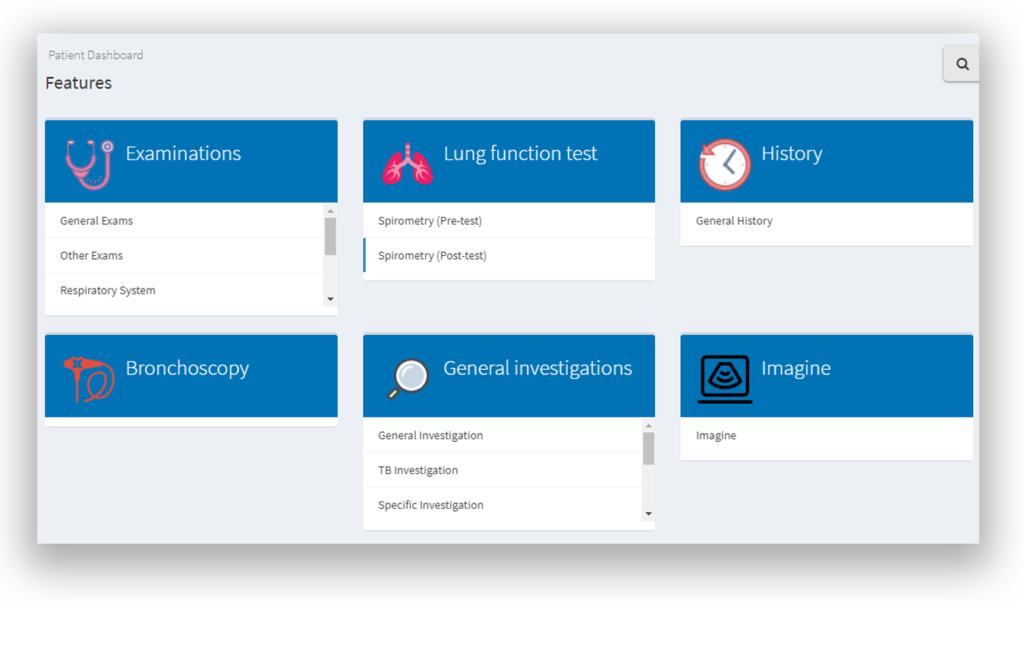 Patient Dashboard
Features
Examinations
General Exams
Other Exams
Respiratory System
Lung function test
Spirometry (Pre-test)
Spirometry (Post-test)
History
General History
Bronchoscopy
General investigations
General Investigation
TB Investigation
Specific Investigation
Imagine
Imagine